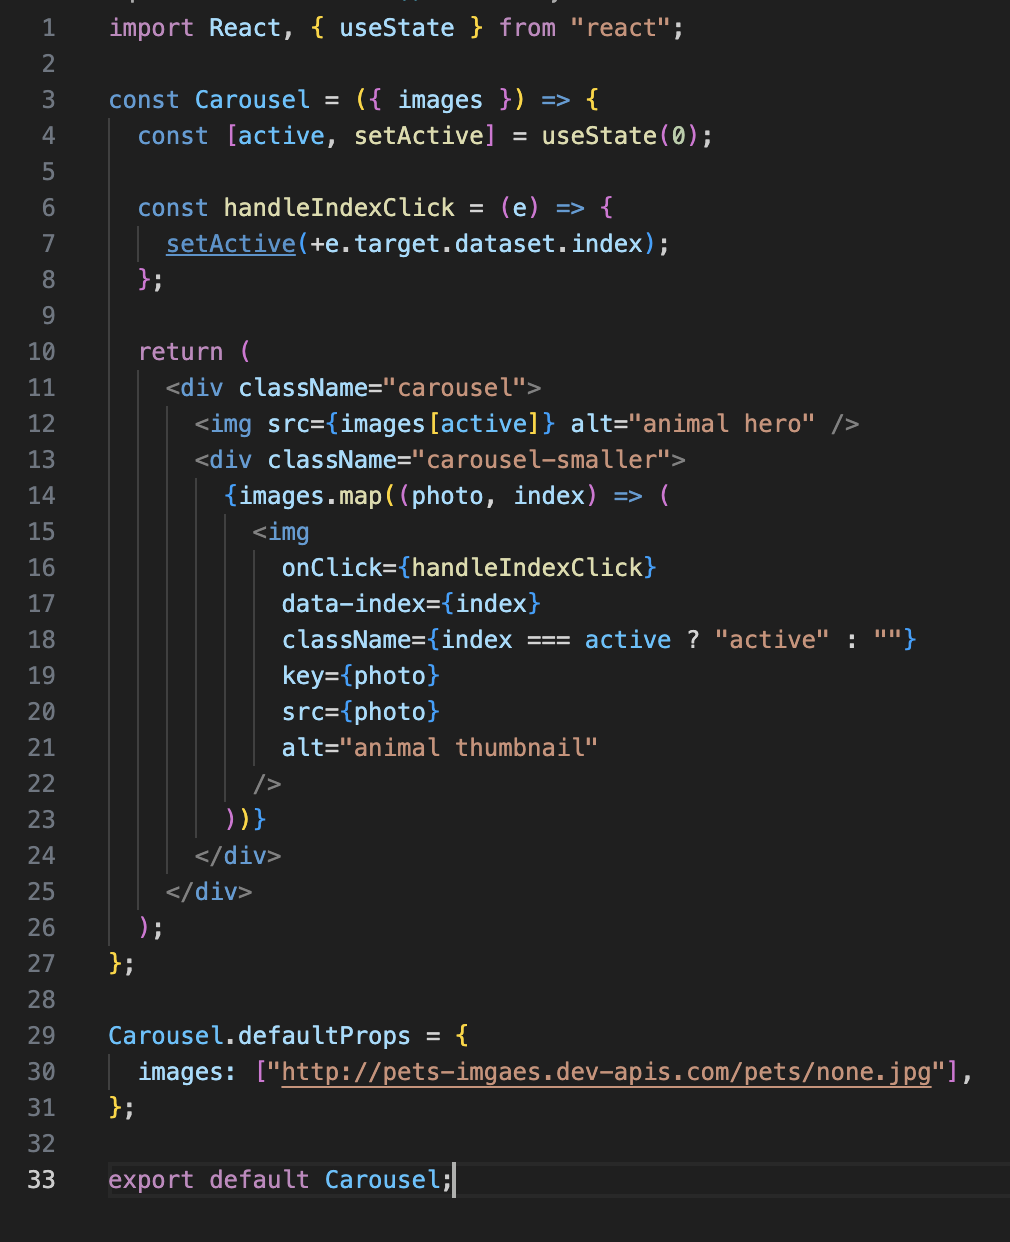 1 import React, { useState } from "react";
2
3 const Carousel = ({ images }) => {
4   const [active, setActive] = useState(0);
5
6   const handleIndexClick = (e) => {
7     setActive(+e.target.dataset.index);
8   };
9
10   return (
11     <div className="carousel">
12       <img src={images[active]} alt="animal hero" />
13       <div className="carousel-smaller">
14         {images.map((photo, index) => (
15           <img
16             onClick={handleIndexClick}
17             data-index={index}
18             className={index === active ? "active" : ""}
19             key={photo}
20             src={photo}
21             alt="animal thumbnail"
22           />
23         ))}
24       </div>
25     </div>
26   );
27 };
28
29 Carousel.defaultProps = {
30   images: ["http://pets-imgaes.dev-apis.com/pets/none.jpg"],
31 };
32
33 export default Carousel;